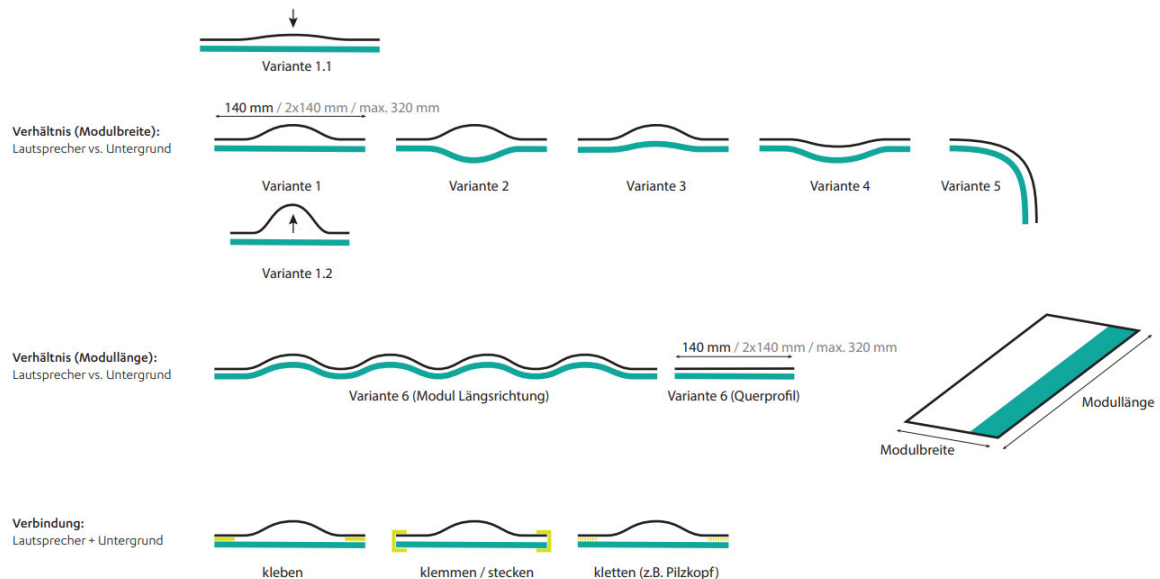 Variante 1.1
140 mm / 2x140 mm / max. 320 mm
Verhältnis (Modulbreite):
Lautsprecher vs. Untergrund
Variante 1
Variante 2
Variante 3
Variante 4
Variante 5
Variante 1.2
Verhältnis (Modullänge):
Lautsprecher vs. Untergrund
140 mm / 2x140 mm / max. 320 mm
Variante 6 (Modul Längsrichtung)
Variante 6 (Querprofil)
Modullänge
Modulbreite
Verbindung:
Lautsprecher + Untergrund
kleben
klemmen / stecken
kletten (z.B. Pilzkopf)